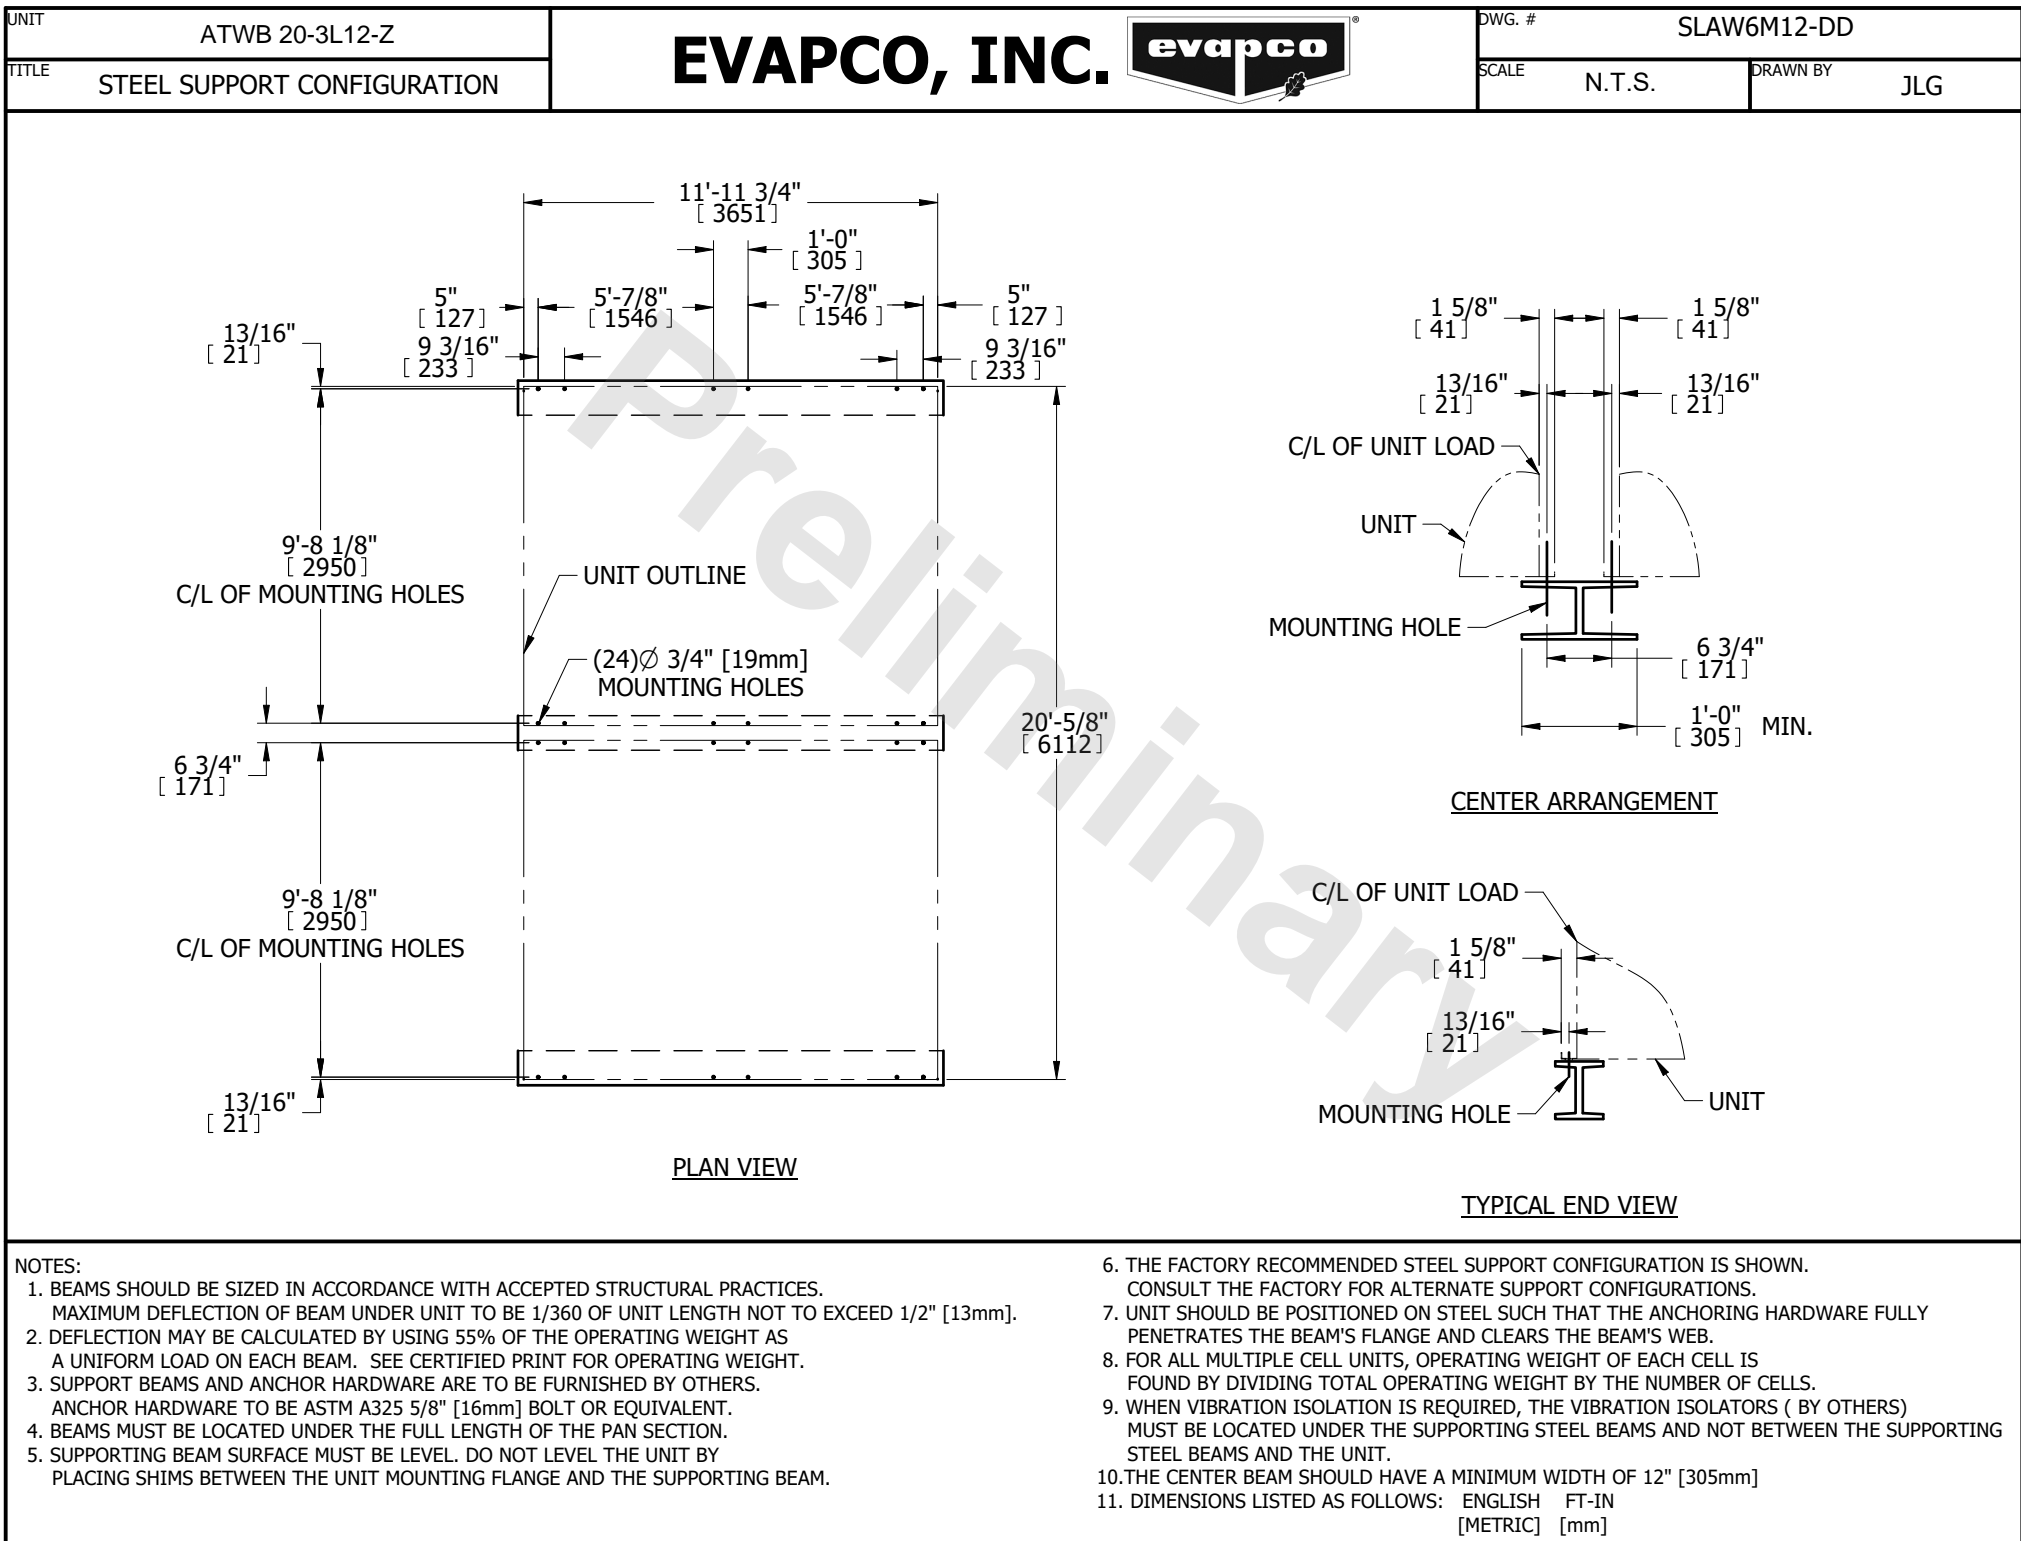 UNIT
ATWB 20-3L12-Z
TITLE
STEEL SUPPORT CONFIGURATION
EVAPCO, INC.
evapco
®
DWG. #
SLAW6M12-DD
SCALE
N.T.S.
DRAWN BY
JLG
11'-11 3/4"
[ 3651]
1'-0"
[ 305 ]
5"
[ 127]
5'-7/8"
[ 1546 ]
5'-7/8"
[ 1546 ]
5"
[ 127 ]
13/16"
[ 21]
9 3/16"
[ 233 ]
9 3/16"
[ 233 ]
9'-8 1/8"
[ 2950]
C/L OF MOUNTING HOLES
UNIT OUTLINE
(24)Ø 3/4" [19mm]
MOUNTING HOLES
20'-5/8"
[ 6112]
6 3/4"
[ 171]
9'-8 1/8"
[ 2950]
C/L OF MOUNTING HOLES
13/16"
[ 21]
PLAN VIEW
1 5/8"
[ 41]
1 5/8"
[ 41]
13/16"
[ 21]
13/16"
[ 21]
C/L OF UNIT LOAD
UNIT
MOUNTING HOLE
6 3/4"
[ 171]
1'-0"
[ 305]
MIN.
CENTER ARRANGEMENT
C/L OF UNIT LOAD
1 5/8"
[ 41]
13/16"
[ 21]
MOUNTING HOLE
UNIT
TYPICAL END VIEW
Preliminary
NOTES:
1. BEAMS SHOULD BE SIZED IN ACCORDANCE WITH ACCEPTED STRUCTURAL PRACTICES.
MAXIMUM DEFLECTION OF BEAM UNDER UNIT TO BE 1/360 OF UNIT LENGTH NOT TO EXCEED 1/2" [13mm].
2. DEFLECTION MAY BE CALCULATED BY USING 55% OF THE OPERATING WEIGHT AS
A UNIFORM LOAD ON EACH BEAM. SEE CERTIFIED PRINT FOR OPERATING WEIGHT.
3. SUPPORT BEAMS AND ANCHOR HARDWARE ARE TO BE FURNISHED BY OTHERS.
ANCHOR HARDWARE TO BE ASTM A325 5/8" [16mm] BOLT OR EQUIVALENT.
4. BEAMS MUST BE LOCATED UNDER THE FULL LENGTH OF THE PAN SECTION.
5. SUPPORTING BEAM SURFACE MUST BE LEVEL. DO NOT LEVEL THE UNIT BY
PLACING SHIMS BETWEEN THE UNIT MOUNTING FLANGE AND THE SUPPORTING BEAM.
6. THE FACTORY RECOMMENDED STEEL SUPPORT CONFIGURATION IS SHOWN.
CONSULT THE FACTORY FOR ALTERNATE SUPPORT CONFIGURATIONS.
7. UNIT SHOULD BE POSITIONED ON STEEL SUCH THAT THE ANCHORING HARDWARE FULLY
PENETRATES THE BEAM'S FLANGE AND CLEARS THE BEAM'S WEB.
8. FOR ALL MULTIPLE CELL UNITS, OPERATING WEIGHT OF EACH CELL IS
FOUND BY DIVIDING TOTAL OPERATING WEIGHT BY THE NUMBER OF CELLS.
9. WHEN VIBRATION ISOLATION IS REQUIRED, THE VIBRATION ISOLATORS ( BY OTHERS)
MUST BE LOCATED UNDER THE SUPPORTING STEEL BEAMS AND NOT BETWEEN THE SUPPORTING
STEEL BEAMS AND THE UNIT.
10.THE CENTER BEAM SHOULD HAVE A MINIMUM WIDTH OF 12" [305mm]
11. DIMENSIONS LISTED AS FOLLOWS: ENGLISH FT-IN
[METRIC] [mm]